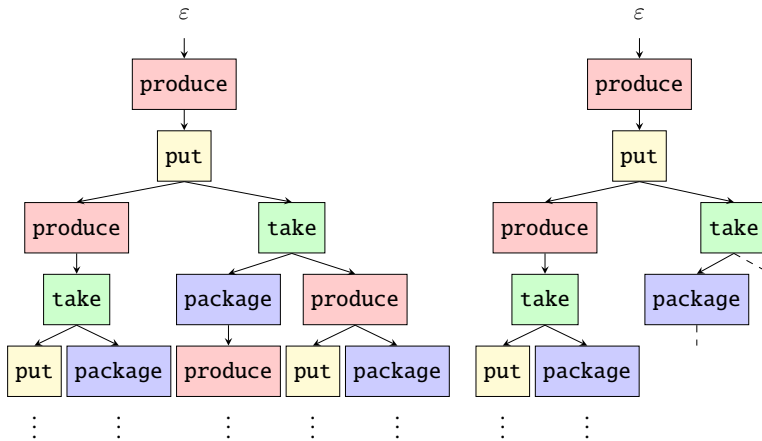 ε ε
produce produce
put put
produce take produce take
take package produce take package
put package produce put package put package
⋮ ⋮ ⋮ ⋮ ⋮ ⋮ ⋮